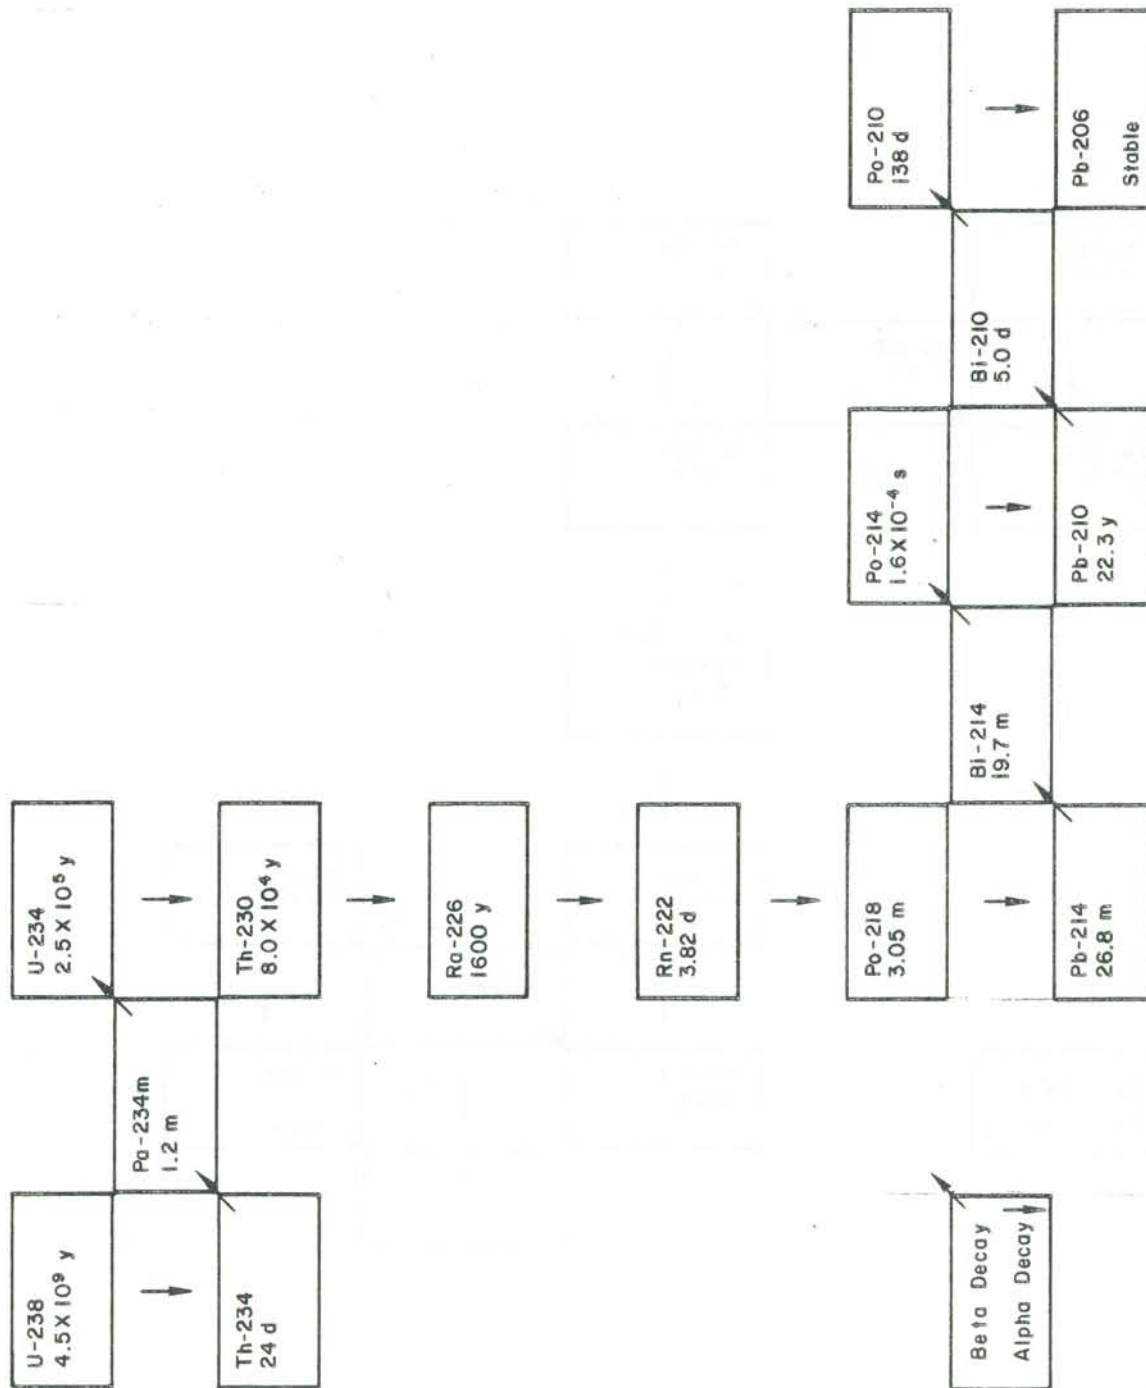 U-238
4.5 X 10⁹ y
Th-234
24 d
Pa-234m
1.2 m
U-234
2.5 X 10⁵ y
Th-230
8.0 X 10⁴ y
Ra-226
1600 y
Rn-222
3.82 d
Po-218
3.05 m
Pb-214
26.8 m
Bi-214
19.7 m
Po-214
1.6 X 10⁻⁴ s
Pb-210
22.3 y
Bi-210
5.0 d
Po-210
138 d
Pb-206
Stable
Beta Decay
Alpha Decay